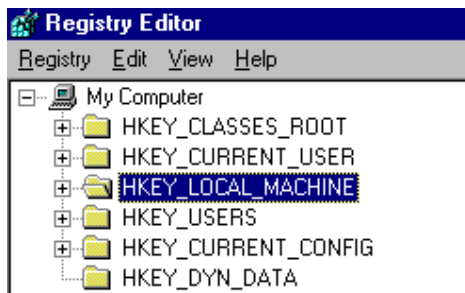 Registry Editor
Registry Edit View Help
My Computer
HKEY_CLASSES_ROOT
HKEY_CURRENT_USER
HKEY_LOCAL_MACHINE
HKEY_USERS
HKEY_CURRENT_CONFIG
HKEY_DYN_DATA